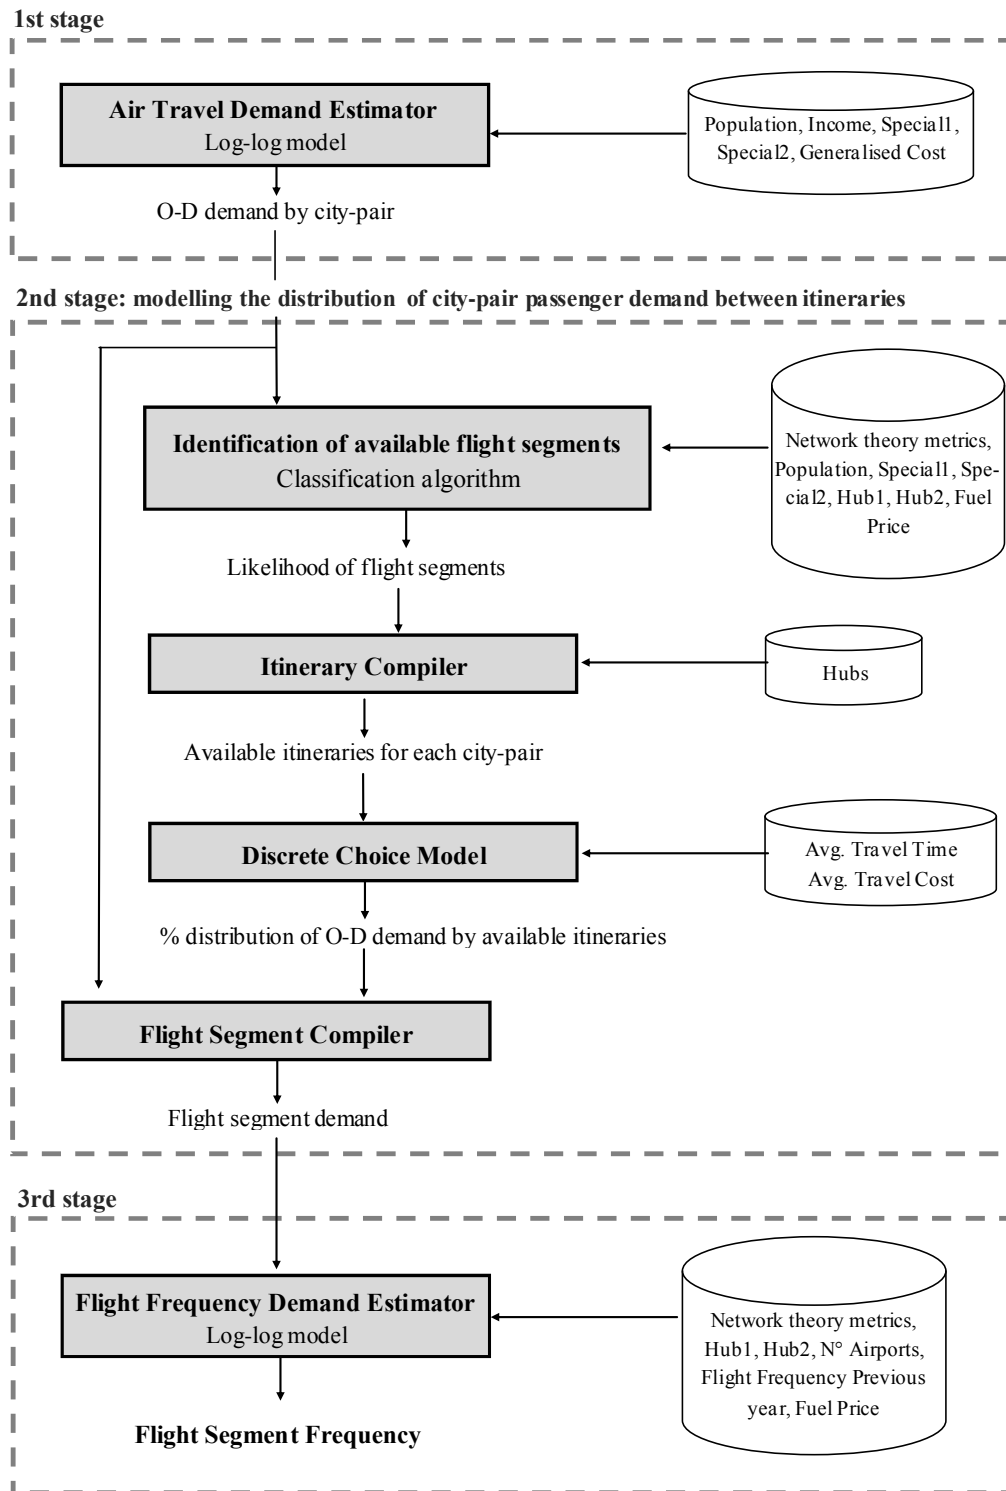 1st stage
Air Travel Demand Estimator
Log-log model
Population, Income, Special1,
Special2, Generalised Cost
O-D demand by city-pair
2nd stage: modelling the distribution of city-pair passenger demand between itineraries
Identification of available flight segments
Classification algorithm
Network theory metrics,
Population, Special1, Spe-
cial2, Hub1, Hub2, Fuel
Price
Likelihood of flight segments
Itinerary Compiler
Hubs
Available itineraries for each city-pair
Discrete Choice Model
Avg. Travel Time
Avg. Travel Cost
% distribution of O-D demand by available itineraries
Flight Segment Compiler
Flight segment demand
3rd stage
Flight Frequency Demand Estimator
Log-log model
Network theory metrics,
Hub1, Hub2, N° Airports,
Flight Frequency Previous
year, Fuel Price
Flight Segment Frequency